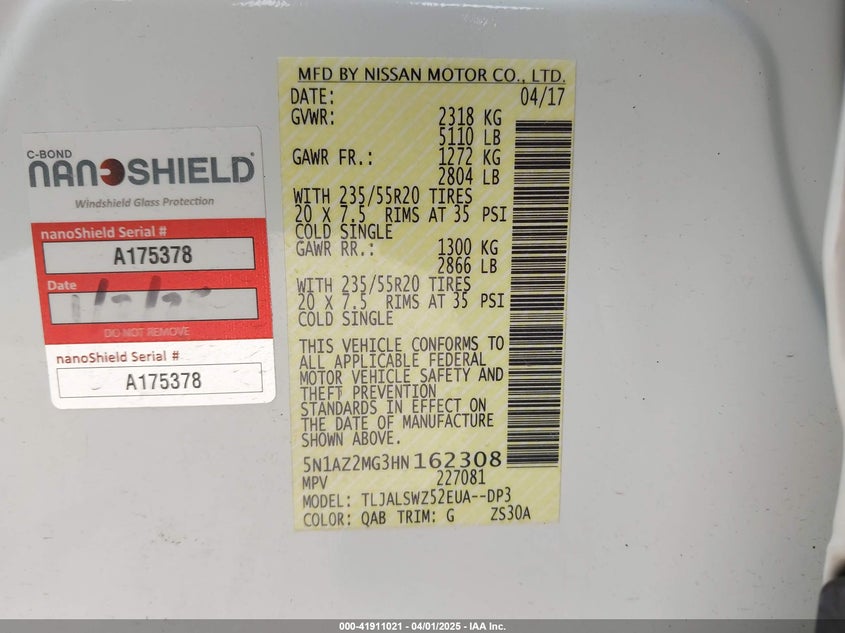 C-BOND
NANOSHIELD®
Windshield Glass Protection
nanoShield Serial #
A175378
Date
DO NOT REMOVE
nanoShield Serial #
A175378
MFD BY NISSAN MOTOR CO., LTD.
DATE: 04/17
GVWR: 2318 KG
5110 LB
GAWR FR.: 1272 KG
2804 LB
WITH 235/55R20 TIRES
20 X 7.5 RIMS AT 35 PSI
COLD SINGLE
GAWR RR.: 1300 KG
2866 LB
WITH 235/55R20 TIRES
20 X 7.5 RIMS AT 35 PSI
COLD SINGLE
THIS VEHICLE CONFORMS TO
ALL APPLICABLE FEDERAL
MOTOR VEHICLE SAFETY AND
THEFT PREVENTION
STANDARDS IN EFFECT ON
THE DATE OF MANUFACTURE
SHOWN ABOVE.
5N1AZ2MG3HN162308
MPV 227081
MODEL: TLJALSWZ52EUA--DP3
COLOR: QAB TRIM: G ZS30A
000-41911021 - 04/01/2025 - IAA Inc.